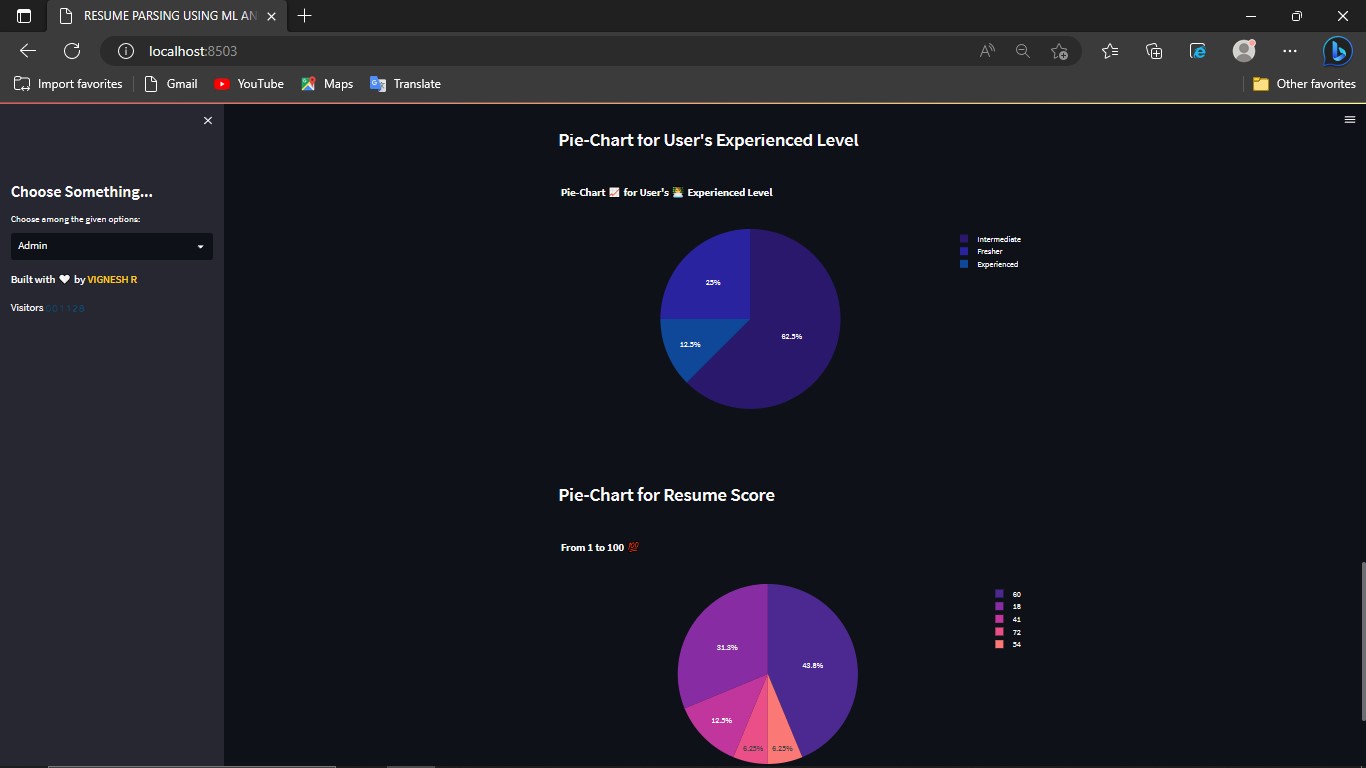 RESUME PARSING USING ML AN
localhost:8503
Import favorites
Gmail
YouTube
Maps
Translate
Other favorites
Choose Something...
Choose among the given options:
Admin
Built with ❤ by VIGNESH R
Visitors 001128
Pie-Chart for User's Experienced Level
Pie-Chart 📈 for User's 👨‍💻 Experienced Level
Intermediate
Fresher
Experienced
25%
62.5%
12.5%
Pie-Chart for Resume Score
From 1 to 100 💯
60
18
41
72
54
31.3%
43.8%
12.5%
6.25%
6.25%